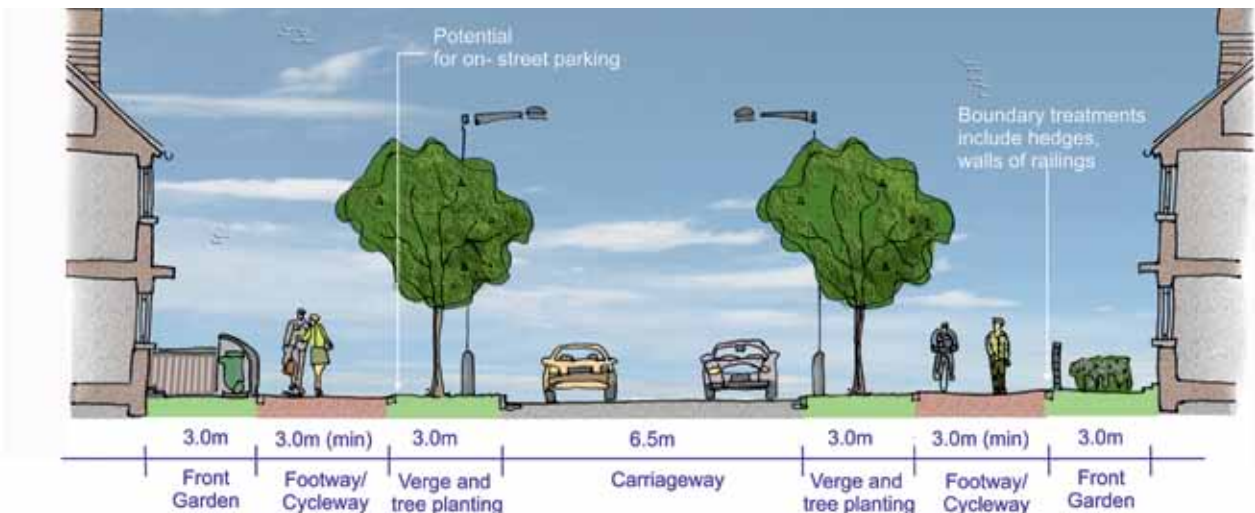 Potential
for on- street parking
Boundary treatments
include hedges,
walls of railings
3.0m
3.0m (min)
3.0m
6.5m
3.0m
3.0m (min)
3.0m
Front
Garden
Footway/
Cycleway
Verge and
tree planting
Carriageway
Verge and
tree planting
Footway/
Cycleway
Front
Garden